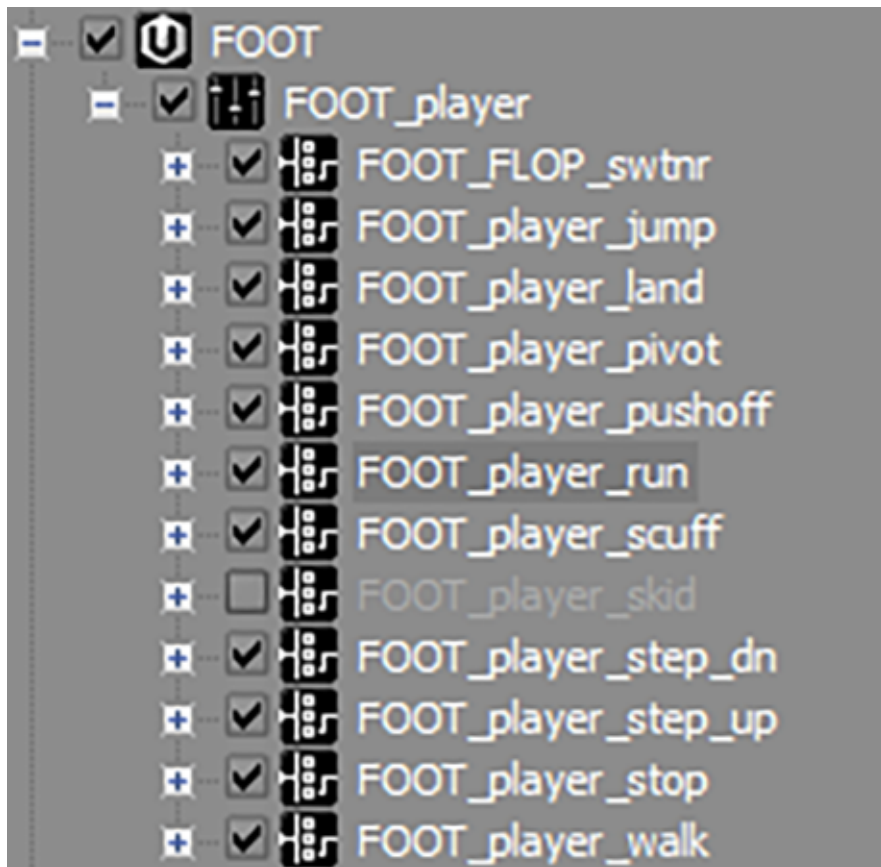 FOOT
FOOT_player
FOOT_FLOP_swtnr
FOOT_player_jump
FOOT_player_land
FOOT_player_pivot
FOOT_player_pushoff
FOOT_player_run
FOOT_player_scuff
FOOT_player_skid
FOOT_player_step_dn
FOOT_player_step_up
FOOT_player_stop
FOOT_player_walk